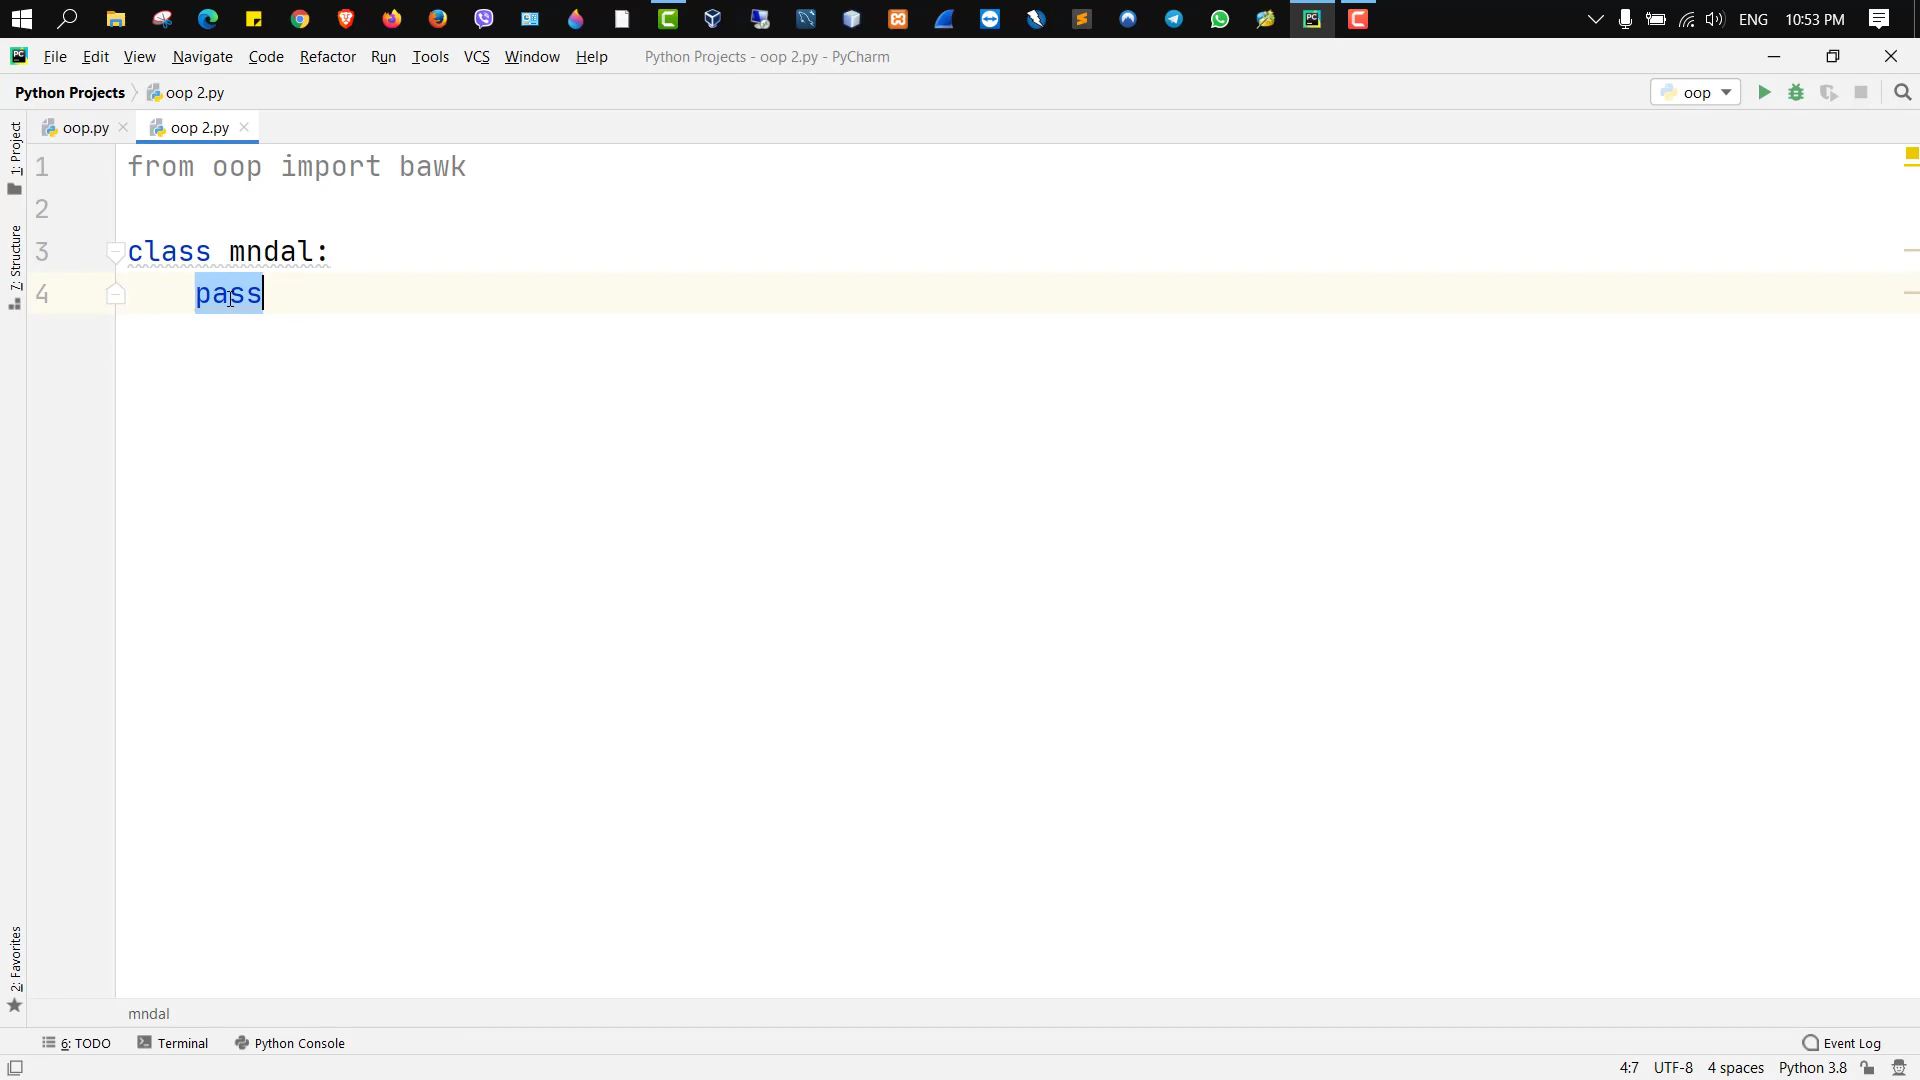 ENG 10:53 PM
File Edit View Navigate Code Refactor Run Tools VCS Window Help Python Projects - oop 2.py - PyCharm
Python Projects oop 2.py oop
oop.py oop 2.py
1: Project
7: Structure
2: Favorites
1 from oop import bawk
2
3 class mndal:
4 pass
mndal
6: TODO Terminal Python Console Event Log
4:7 UTF-8 4 spaces Python 3.8